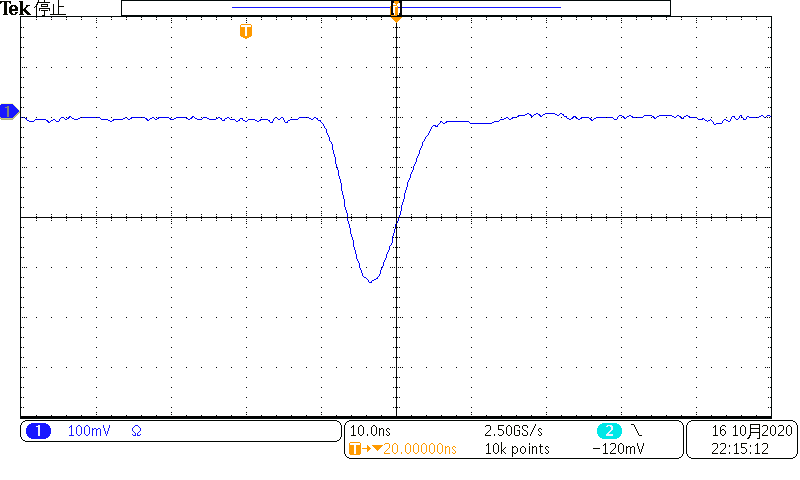 Tek 停止
T
T
1
1 100mV Ω
10.0ns 2.50GS/s 2
T→▼20.00000ns 10k points −120mV
16 10月2020
22:15:12